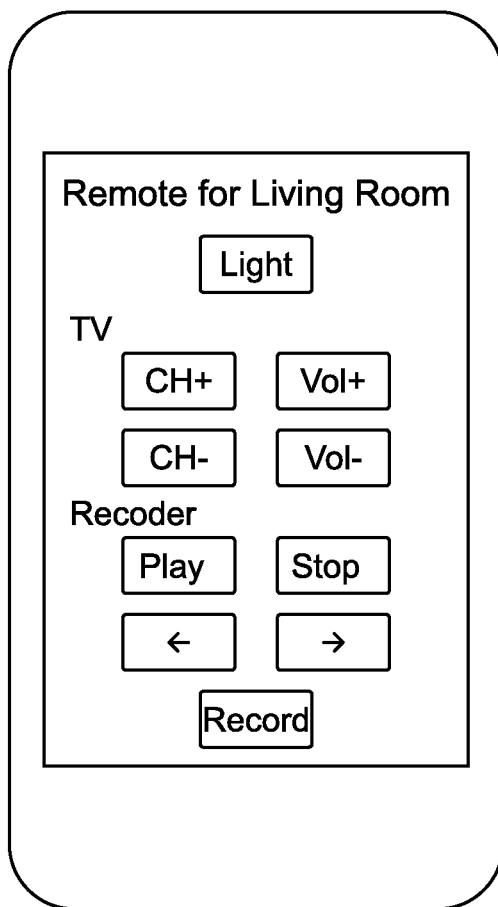 Remote for Living Room
Light
TV
CH+ Vol+
CH- Vol-
Recoder
Play Stop
← →
Record